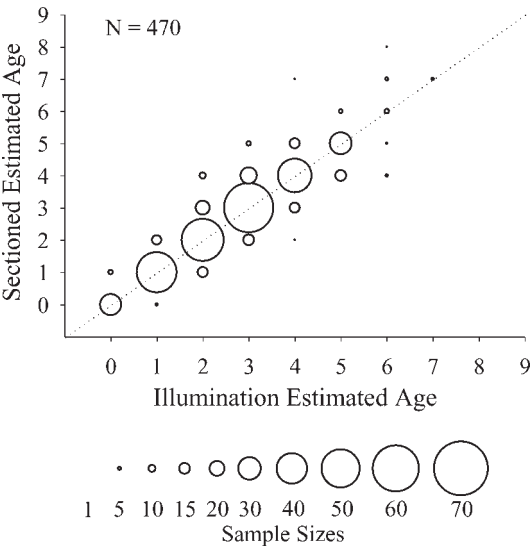 N = 470
Sectioned Estimated Age
9
8
7
6
5
4
3
2
1
0
0 1 2 3 4 5 6 7 8 9
Illumination Estimated Age
1 5 10 15 20 30 40 50 60 70
Sample Sizes